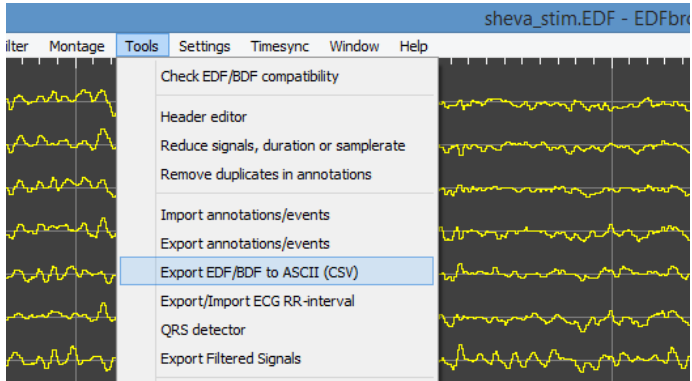 sheva_stim.EDF - EDFbro
ilter Montage Tools Settings Timesync Window Help
Check EDF/BDF compatibility
Header editor
Reduce signals, duration or samplerate
Remove duplicates in annotations
Import annotations/events
Export annotations/events
Export EDF/BDF to ASCII (CSV)
Export/Import ECG RR-interval
QRS detector
Export Filtered Signals